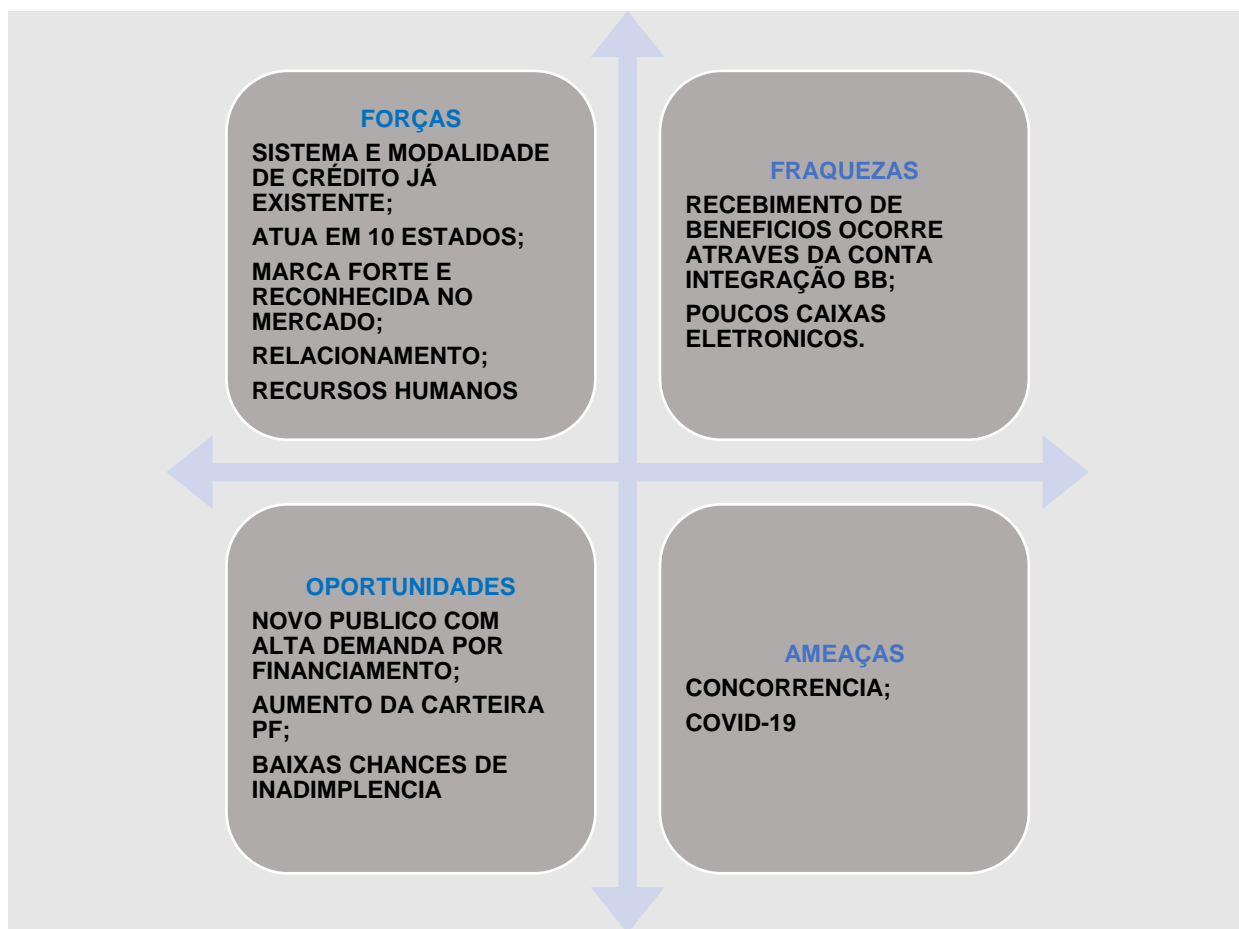 FORÇAS
SISTEMA E MODALIDADE
DE CRÉDITO JÁ
EXISTENTE;
ATUA EM 10 ESTADOS;
MARCA FORTE E
RECONHECIDA NO
MERCADO;
RELACIONAMENTO;
RECURSOS HUMANOS
FRAQUEZAS
RECEBIMENTO DE
BENEFICIOS OCORRE
ATRAVES DA CONTA
INTEGRAÇÃO BB;
POUCOS CAIXAS
ELETRONICOS.
OPORTUNIDADES
NOVO PUBLICO COM
ALTA DEMANDA POR
FINANCIAMENTO;
AUMENTO DA CARTEIRA
PF;
BAIXAS CHANCES DE
INADIMPLENCIA
AMEAÇAS
CONCORRENCIA;
COVID-19